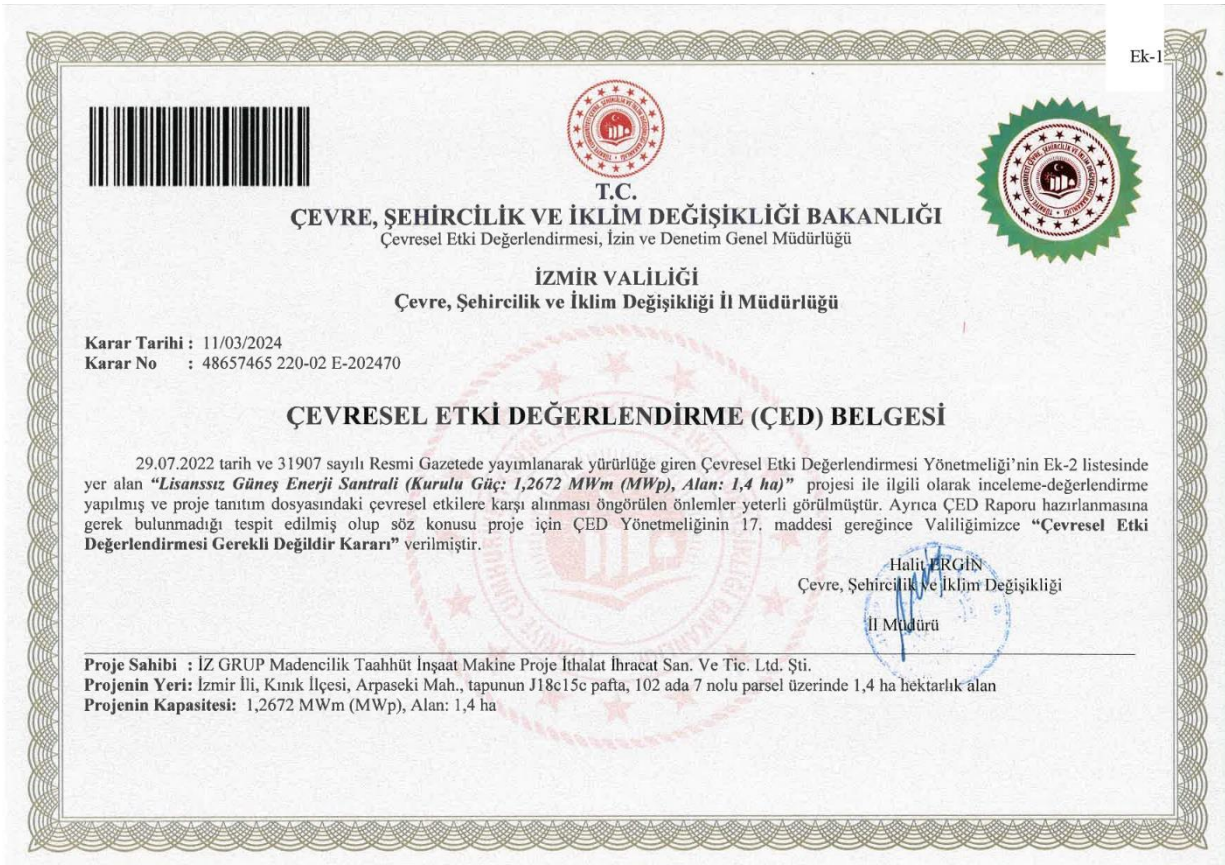 Ek-1
T.C.
ÇEVRE, ŞEHİRCİLİK VE İKLİM DEĞİŞİKLİĞİ BAKANLIĞI
Çevresel Etki Değerlendirmesi, İzin ve Denetim Genel Müdürlüğü
İZMİR VALİLİĞİ
Çevre, Şehircilik ve İklim Değişikliği İl Müdürlüğü
Karar Tarihi : 11/03/2024
Karar No : 48657465 220-02 E-202470
ÇEVRESEL ETKİ DEĞERLENDİRME (ÇED) BELGESİ
29.07.2022 tarih ve 31907 sayılı Resmi Gazetede yayımlanarak yürürlüğe giren Çevresel Etki Değerlendirmesi Yönetmeliği’nin Ek-2 listesinde
yer alan “Lisanssız Güneş Enerji Santrali (Kurulu Güç: 1,2672 MWm (MWp), Alan: 1,4 ha)” projesi ile ilgili olarak inceleme-değerlendirme
yapılmış ve proje tanıtım dosyasındaki çevresel etkilere karşı alınması öngörülen önlemler yeterli görülmüştür. Ayrıca ÇED Raporu hazırlanmasına
gerek bulunmadığı tespit edilmiş olup söz konusu proje için ÇED Yönetmeliğinin 17. maddesi gereğince Valiliğimizce “Çevresel Etki
Değerlendirmesi Gerekli Değildir Kararı” verilmiştir.
Halit ERGİN
Çevre, Şehircilik ve İklim Değişikliği
İl Müdürü
Proje Sahibi : İZ GRUP Madencilik Taahhüt İnşaat Makine Proje İthalat İhracat San. Ve Tic. Ltd. Şti.
Projenin Yeri: İzmir İli, Kınık İlçesi, Arpaseki Mah., tapunun J18c15c pafta, 102 ada 7 nolu parsel üzerinde 1,4 ha hektarlık alan
Projenin Kapasitesi: 1,2672 MWm (MWp), Alan: 1,4 ha